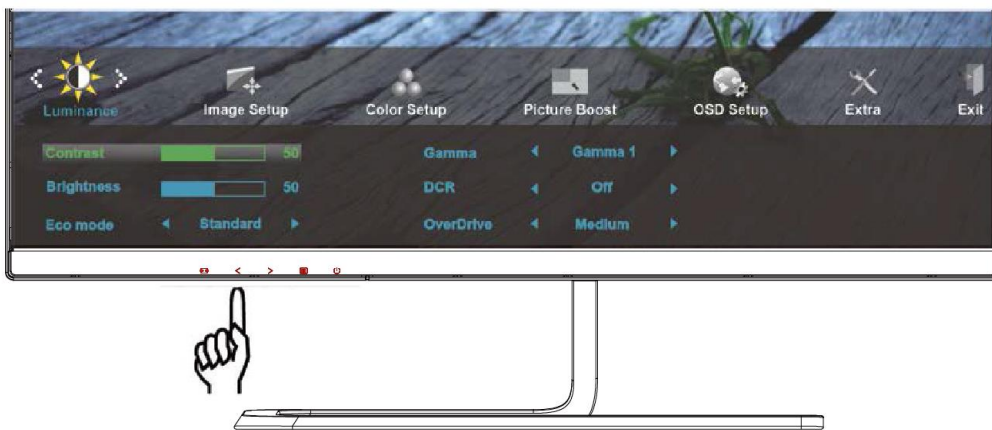 Luminance Image Setup Color Setup Picture Boost OSD Setup Extra Exit
Contrast 50 Gamma Gamma 1
Brightness 50 DCR Off
Eco mode Standard OverDrive Medium